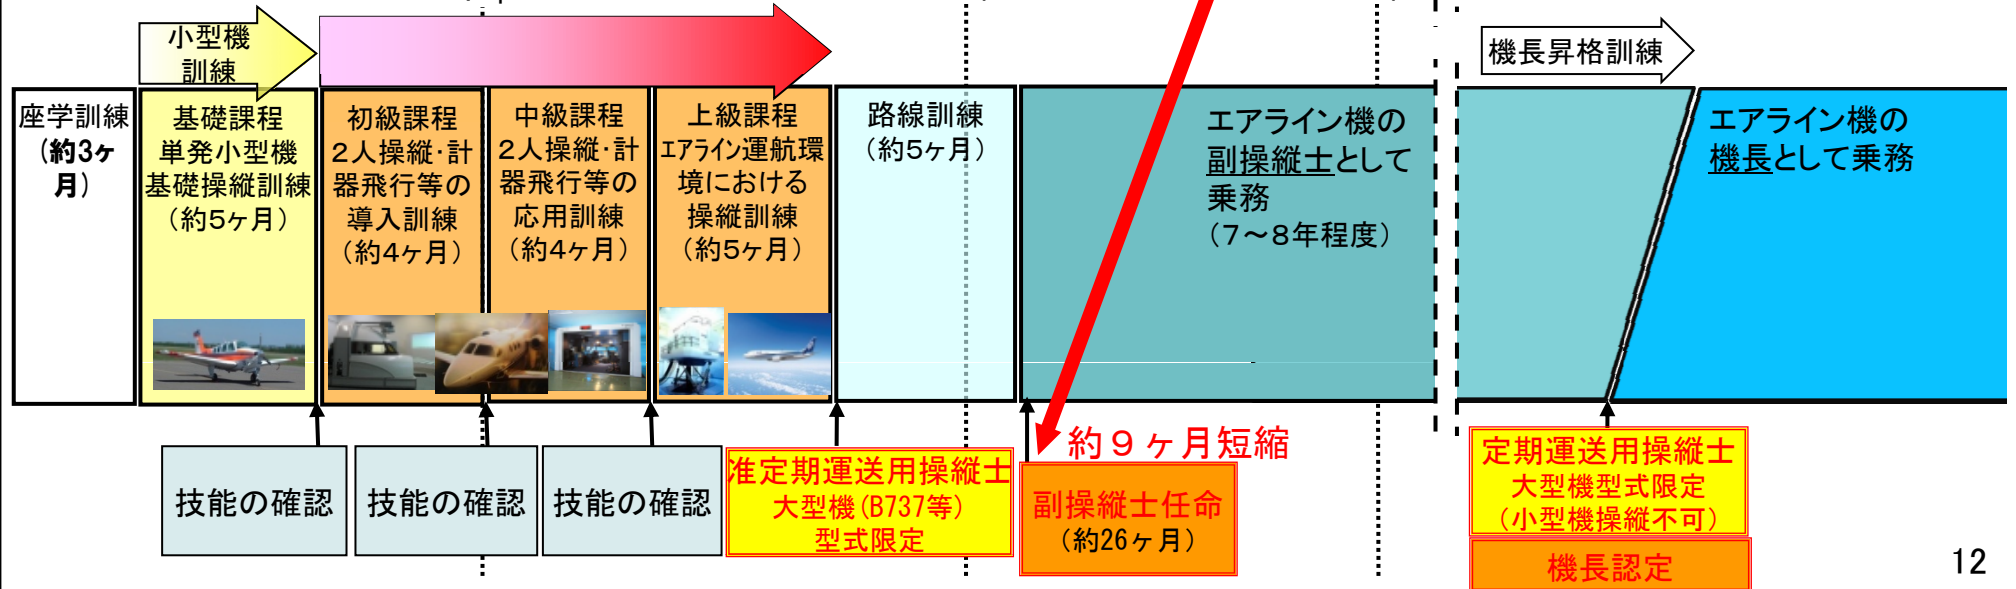 小型機
訓練
機長昇格訓練
座学訓練
(約3ヶ
月)
基礎課程
単発小型機
基礎操縦訓練
(約5ヶ月)
初級課程
2人操縦・計
器飛行等の
導入訓練
(約4ヶ月)
中級課程
2人操縦・計
器飛行等の
応用訓練
(約4ヶ月)
上級課程
エアライン運航環
境における
操縦訓練
(約5ヶ月)
路線訓練
(約5ヶ月)
エアライン機の
副操縦士として
乗務
(7〜8年程度)
エアライン機の
機長として乗務
技能の確認
技能の確認
技能の確認
准定期運送用操縦士
大型機(B737等)
型式限定
約9ヶ月短縮
副操縦士任命
(約26ヶ月)
定期運送用操縦士
大型機型式限定
(小型機操縦不可)
機長認定
12